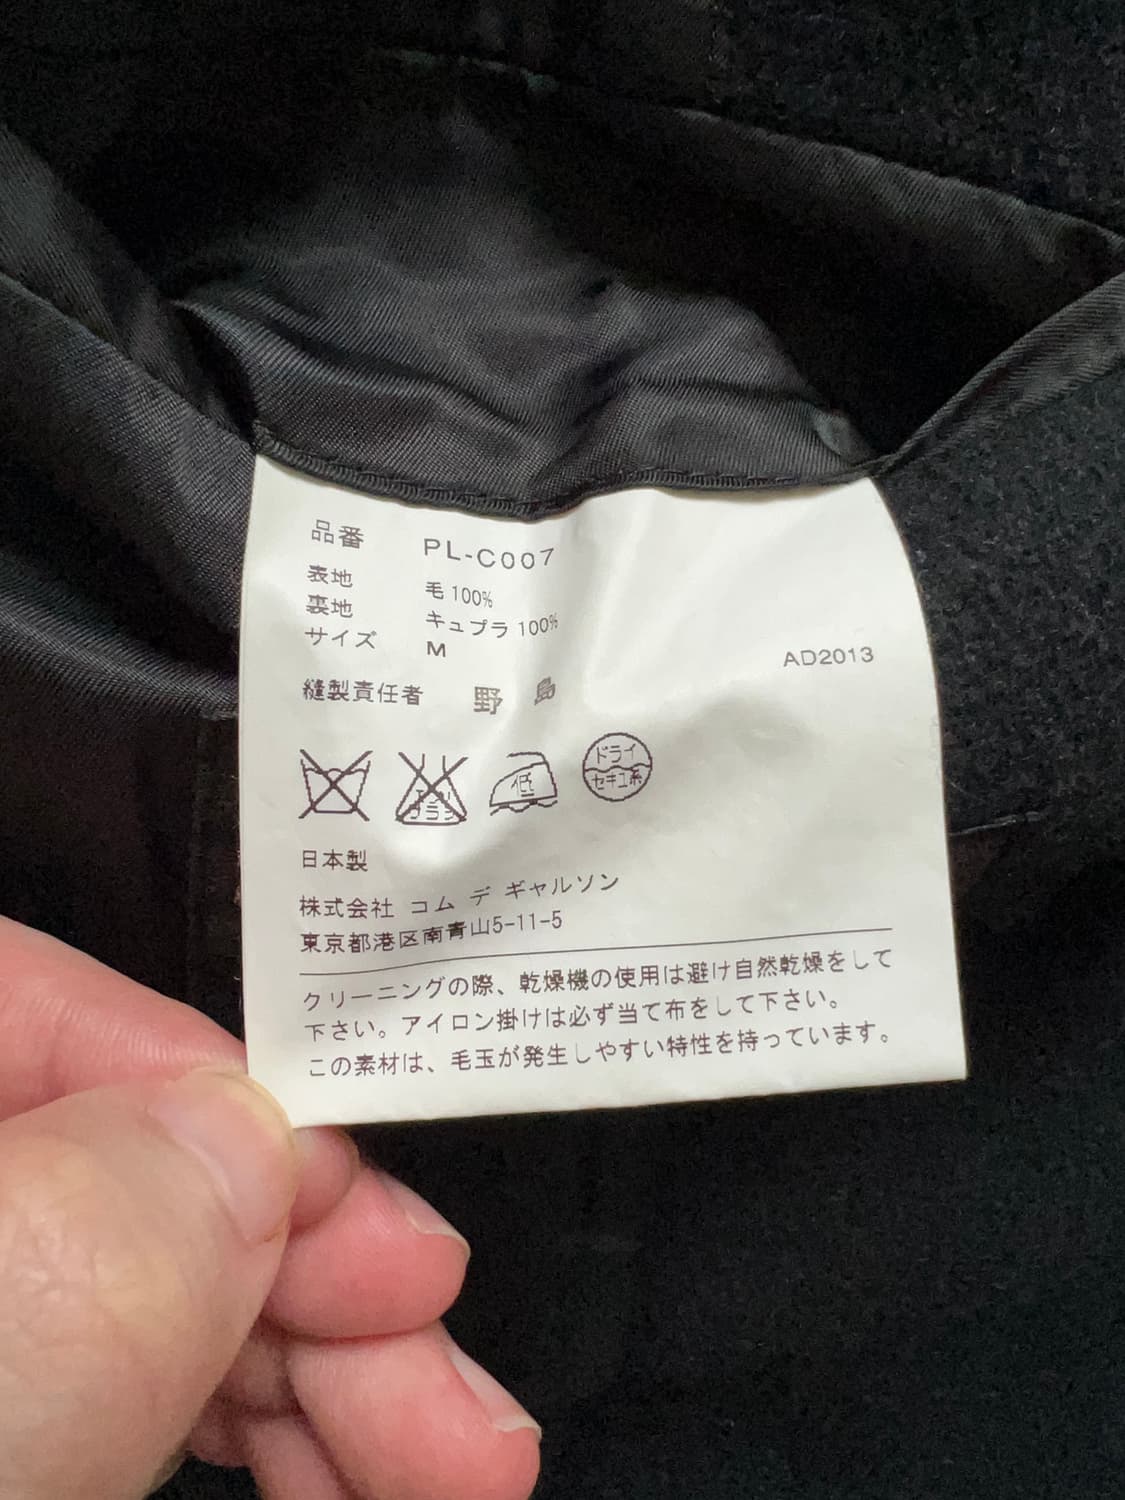 品番 PL-C007
表地 毛 100%
裏地 キュプラ 100%
サイズ M
AD2013
縫製責任者 野 島
低
ドライ
セキユ系
日本製
株式会社 コム デ ギャルソン
東京都港区南青山5-11-5
クリーニングの際、乾燥機の使用は避け自然乾燥をして
下さい。アイロン掛けは必ず当て布をして下さい。
この素材は、毛玉が発生しやすい特性を持っています。